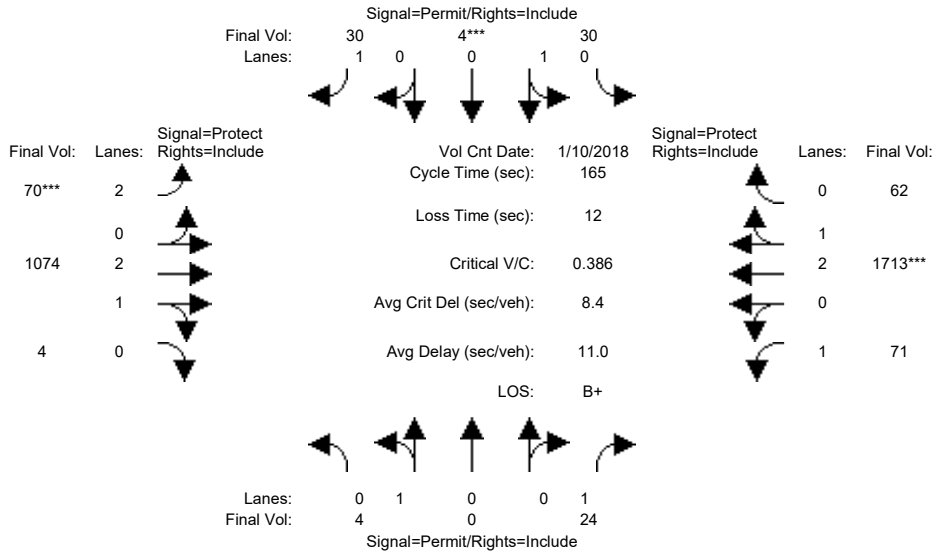 Signal=Permit/Rights=Include
Final Vol: 30 4*** 30
Lanes: 1 0 0 1 0
Signal=Protect Signal=Protect
Final Vol: Lanes: Rights=Include Vol Cnt Date: 1/10/2018 Rights=Include Lanes: Final Vol:
Cycle Time (sec): 165
70*** 2 0 62
Loss Time (sec): 12
0 1
1074 2 Critical V/C: 0.386 2 1713***
1 Avg Crit Del (sec/veh): 8.4 0
4 0 Avg Delay (sec/veh): 11.0 1 71
LOS: B+
Lanes: 0 1 0 0 1
Final Vol: 4 0 24
Signal=Permit/Rights=Include